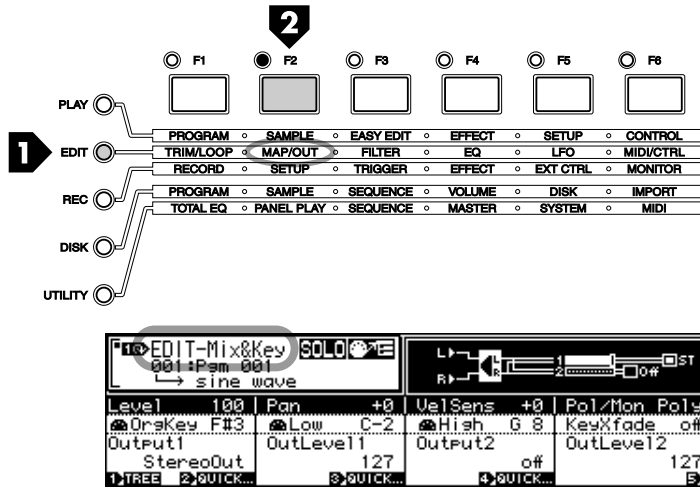 2
F1 F2 F3 F4 F5 F6
PLAY
PROGRAM SAMPLE EASY EDIT EFFECT SETUP CONTROL
1
EDIT
TRIM/LOOP MAP/OUT FILTER EQ LFO MIDI/CTRL
RECORD SETUP TRIGGER EFFECT EXT CTRL MONITOR
REC
PROGRAM SAMPLE SEQUENCE VOLUME DISK IMPORT
TOTAL EQ PANEL PLAY SEQUENCE MASTER SYSTEM MIDI
DISK
UTILITY
EDIT-Mix&Key SOLO
001:Pgm 001
sine wave
L R L R 1 2 ST Off
Level 100 Pan +0 VelSens +0 Pol/Mon Poly
OrgKey F#3 Low C-2 High G 8 KeyXfade off
Output1 OutLevel1 Output2 OutLevel2
StereoOut 127 off 127
1 TREE 2 QUICK... 3 QUICK... 4 QUICK... 5